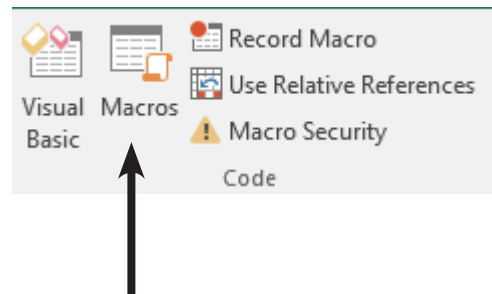 Visual
Basic
Macros
Record Macro
Use Relative References
Macro Security
Code